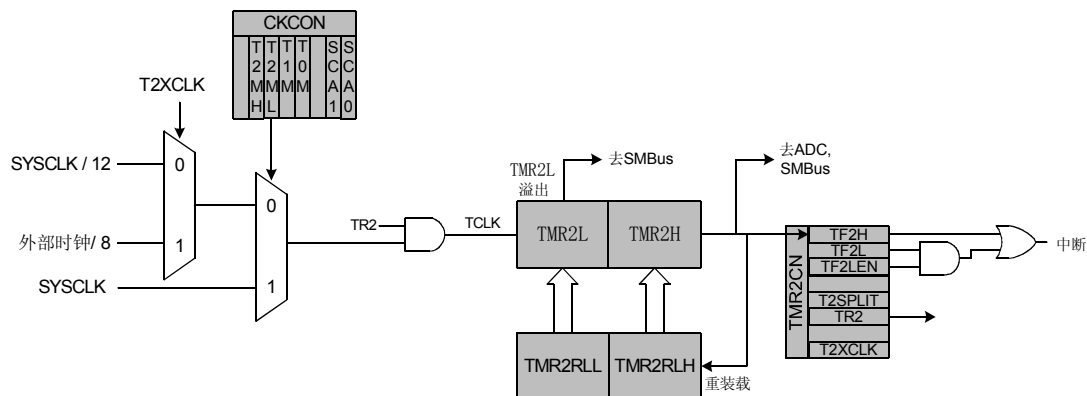 CKCON
T2MH
T2ML
T1M
T0M
SCA1
SCA0
T2XCLK
SYSCLK / 12
0
外部时钟/ 8
1
SYSCLK
0
1
TR2
TCLK
TMR2L
溢出
去SMBus
去ADC,
SMBus
TMR2L
TMR2H
TMR2RLL
TMR2RLH
重装载
TMR2CN
TF2H
TF2L
TF2LEN
T2SPLIT
TR2
T2XCLK
中断